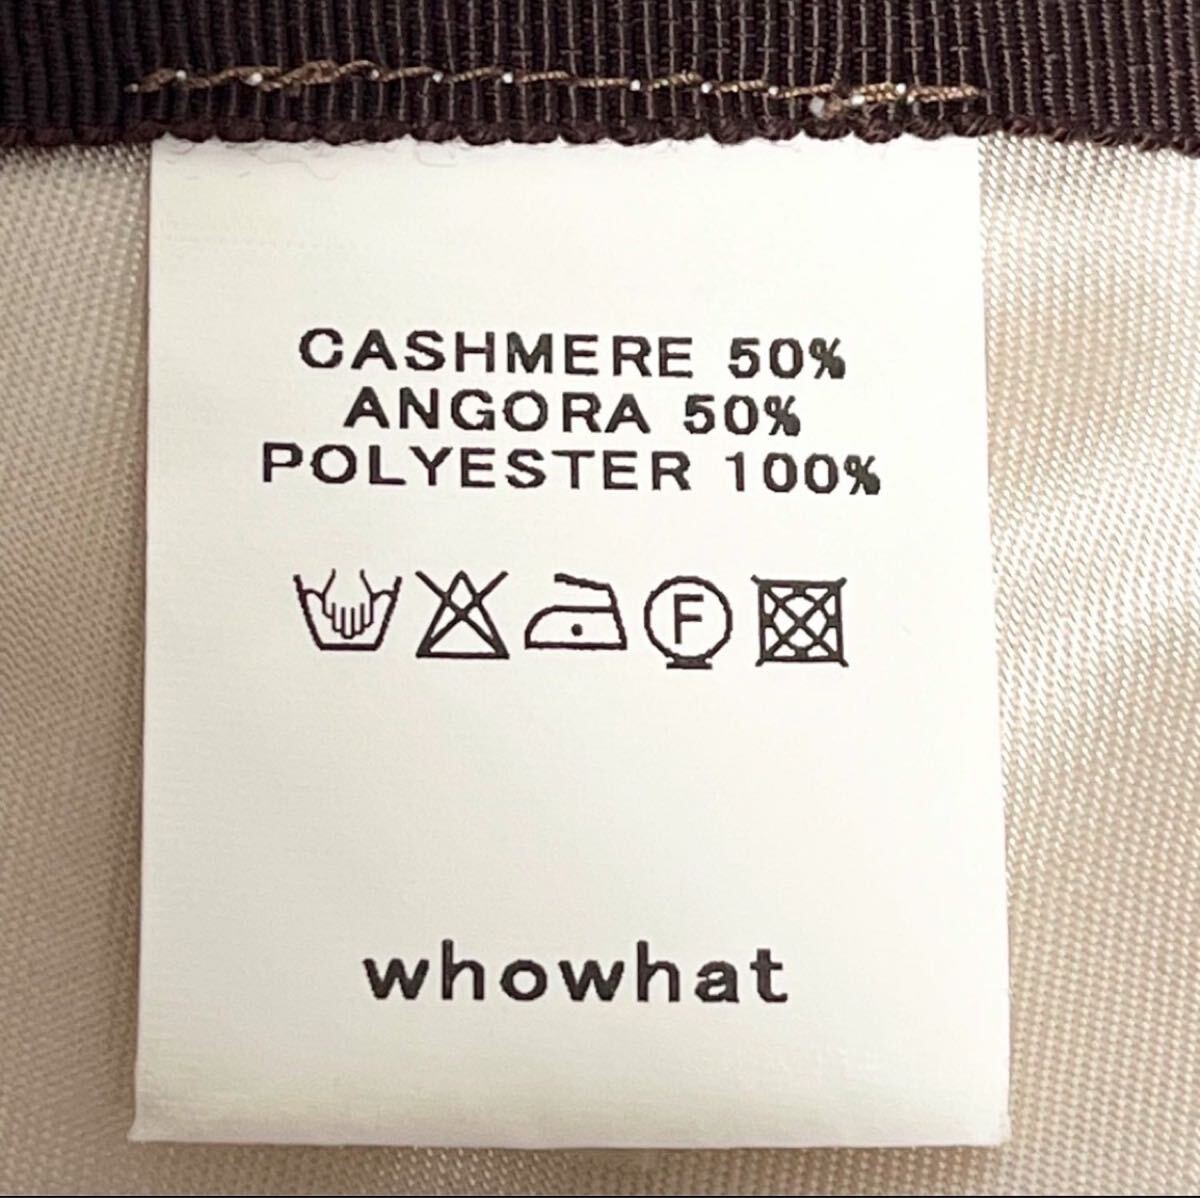 CASHMERE 50%
ANGORA 50%
POLYESTER 100%
F
whowhat